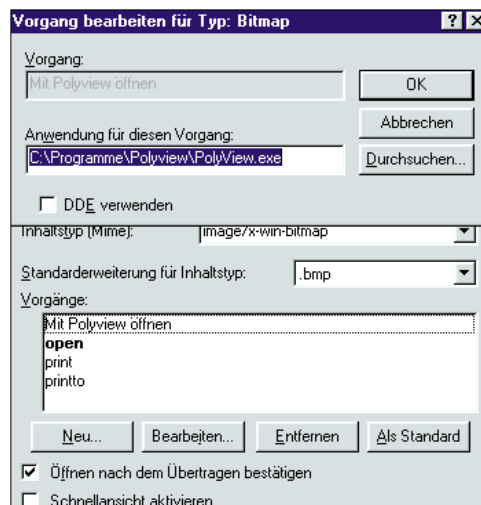 Vorgang bearbeiten für Typ: Bitmap
Vorgang:
Mit Polyview öffnen
OK
Abbrechen
Anwendung für diesen Vorgang:
C:\Programme\Polyview\PolyView.exe
Durchsuchen...
DDE verwenden
Inhaltstyp (Mime): image/x-win-bitmap
Standarderweiterung für Inhaltstyp: .bmp
Vorgänge:
Mit Polyview öffnen
open
print
printto
Neu... Bearbeiten... Entfernen Als Standard
Öffnen nach dem Übertragen bestätigen
Schnellansicht aktivieren